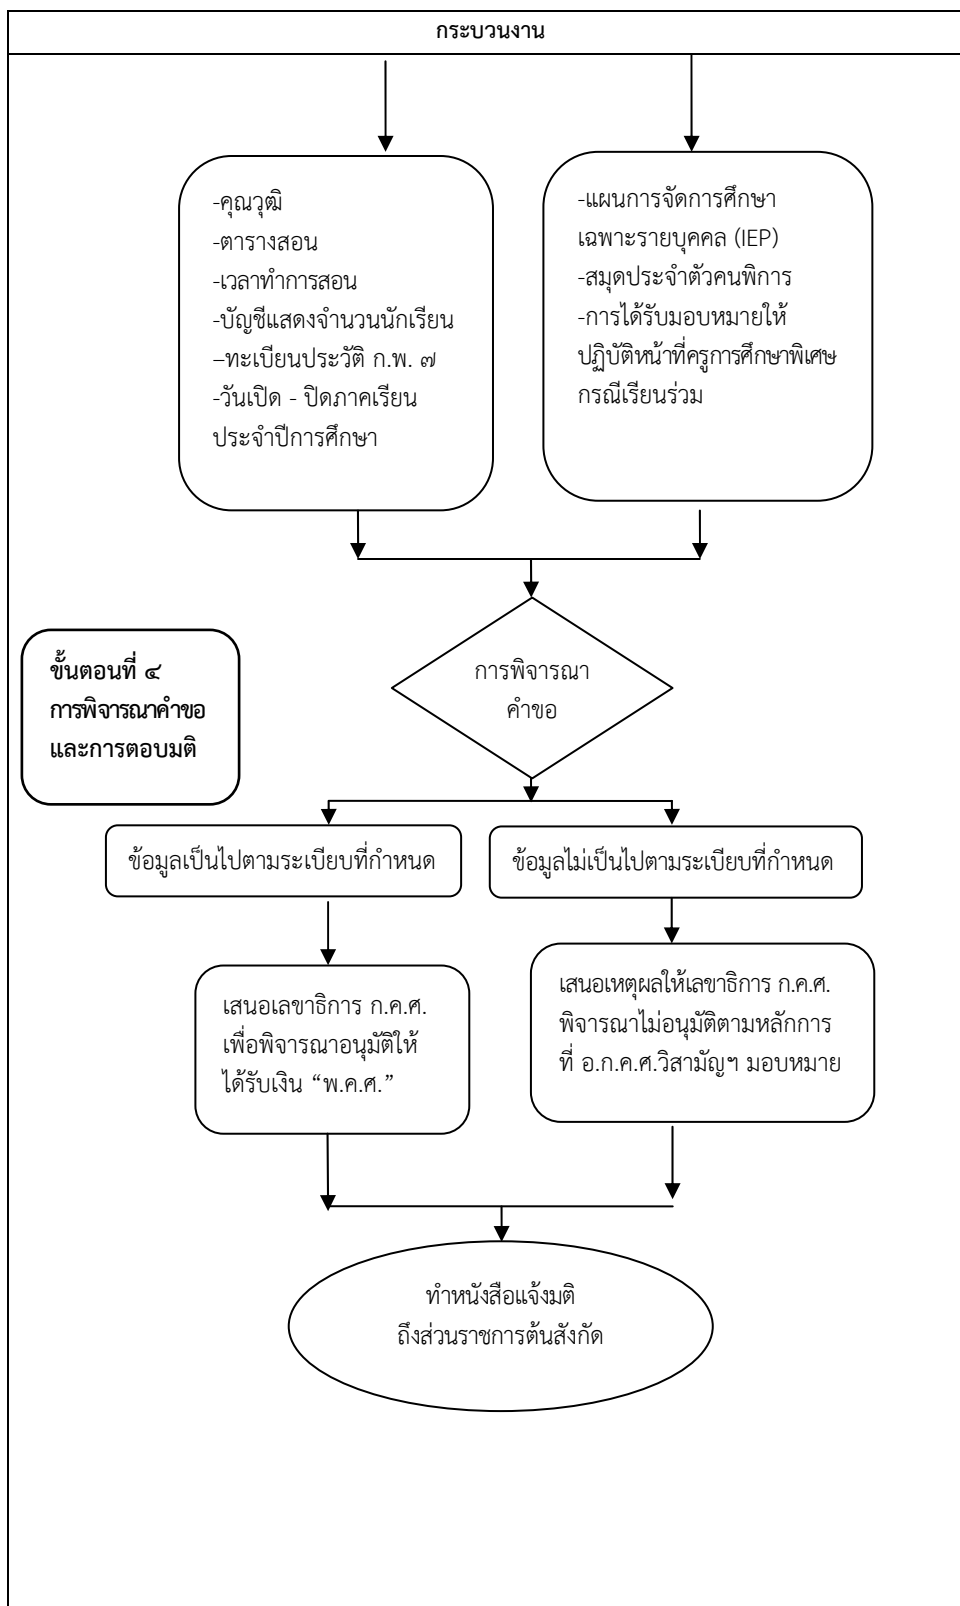 กระบวนงาน
-คุณวุฒิ
-ตารางสอน
-เวลาทำการสอน
-บัญชีแสดงจำนวนนักเรียน
–ทะเบียนประวัติ ก.พ. ๗
-วันเปิด - ปิดภาคเรียน
ประจำปีการศึกษา
-แผนการจัดการศึกษา
เฉพาะรายบุคคล (IEP)
-สมุดประจำตัวคนพิการ
-การได้รับมอบหมายให้
ปฏิบัติหน้าที่ครูการศึกษาพิเศษ
กรณีเรียนร่วม
ขั้นตอนที่ ๔
การพิจารณาคำขอ
และการตอบมติ
การพิจารณา
คำขอ
ข้อมูลเป็นไปตามระเบียบที่กำหนด
ข้อมูลไม่เป็นไปตามระเบียบที่กำหนด
เสนอเลขาธิการ ก.ค.ศ.
เพื่อพิจารณาอนุมัติให้
ได้รับเงิน “พ.ค.ศ.”
เสนอเหตุผลให้เลขาธิการ ก.ค.ศ.
พิจารณาไม่อนุมัติตามหลักการ
ที่ อ.ก.ค.ศ.วิสามัญฯ มอบหมาย
ทำหนังสือแจ้งมติ
ถึงส่วนราชการต้นสังกัด